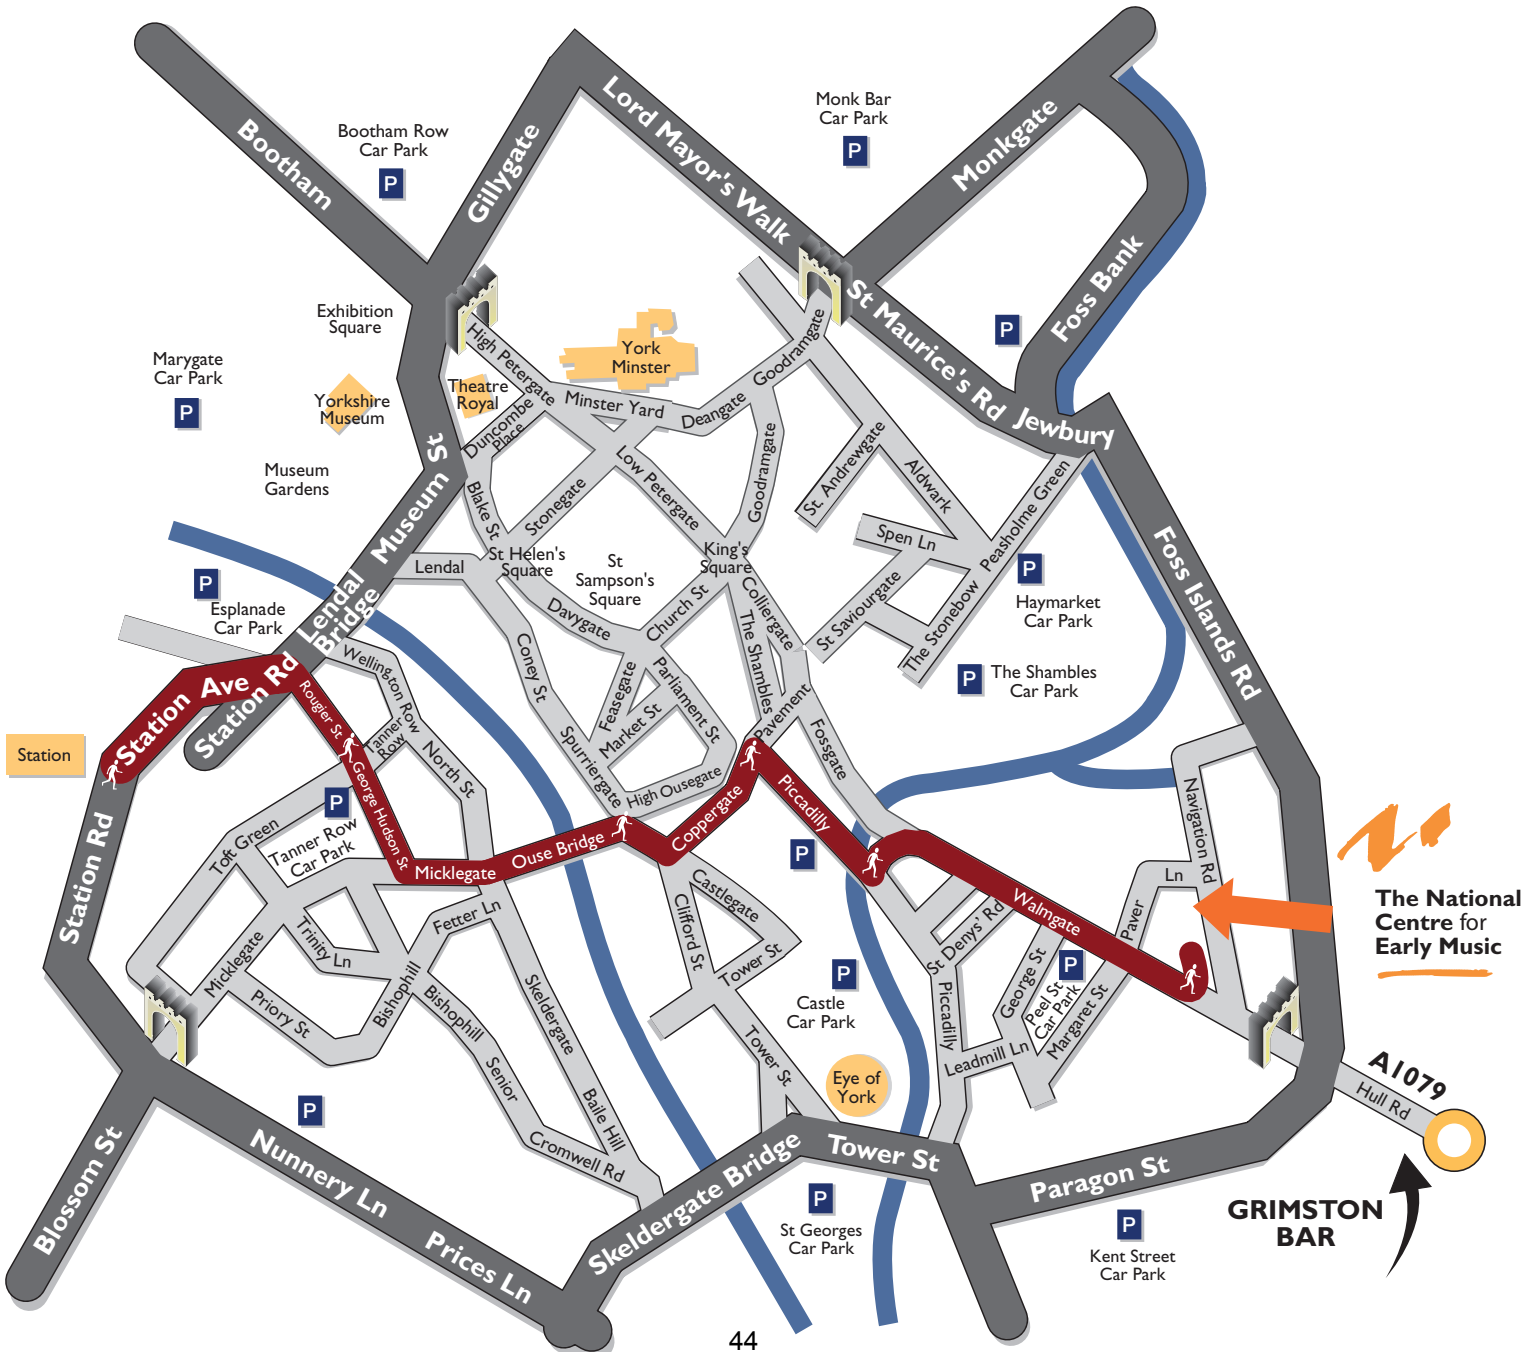 Bootham
Bootham Row
Car Park
P
Gillygate
Lord Mayor's Walk
Monk Bar
Car Park
P
Monkgate
Foss Bank
P
St Maurice's Rd
Jewbury
Exhibition
Square
Marygate
Car Park
P
Yorkshire
Museum
Theatre
Royal
High Petergate
York
Minster
Minster Yard
Deangate
Goodramgate
Goodramgate
Duncombe
Place
Museum
Gardens
Museum St
Blake St
Stonegate
Low Petergate
St. Andrewgate
Aldwark
Spen Ln
Peasholme Green
Foss Islands Rd
P
Esplanade
Car Park
Lendal
Bridge
Lendal
St Helen's
Square
St
Sampson's
Square
King's
Square
Davygate
Church St
Colliergate
The Shambles
St Saviourgate
The Stonebow
P
Haymarket
Car Park
P
The Shambles
Car Park
Station
Station Ave
Station Rd
Station Rd
Wellington Row
Rougier St
Tanner
Row
North St
George Hudson St
Coney St
Spurriergate
Feasegate
Market St
Parliament St
High Ousegate
Pavement
Fossgate
P
Tanner Row
Car Park
Toft Green
Micklegate
Ouse Bridge
Coppergate
Piccadilly
P
Walmgate
Navigation Rd
Paver
Ln
The National
Centre for
Early Music
Micklegate
Trinity Ln
Fetter Ln
Priory St
Bishophill
Bishophill
Senior
Skeldergate
Baile Hill
Cromwell Rd
Clifford St
Castlegate
Tower St
Tower St
P
Castle
Car Park
Eye of
York
St Denys' Rd
Piccadilly
George St
P
Peel St
Car Park
Margaret St
Leadmill Ln
A1079
Hull Rd
GRIMSTON
BAR
Blossom St
P
Nunnery Ln
Prices Ln
Skeldergate Bridge
Tower St
Paragon St
P
St Georges
Car Park
P
Kent Street
Car Park
44